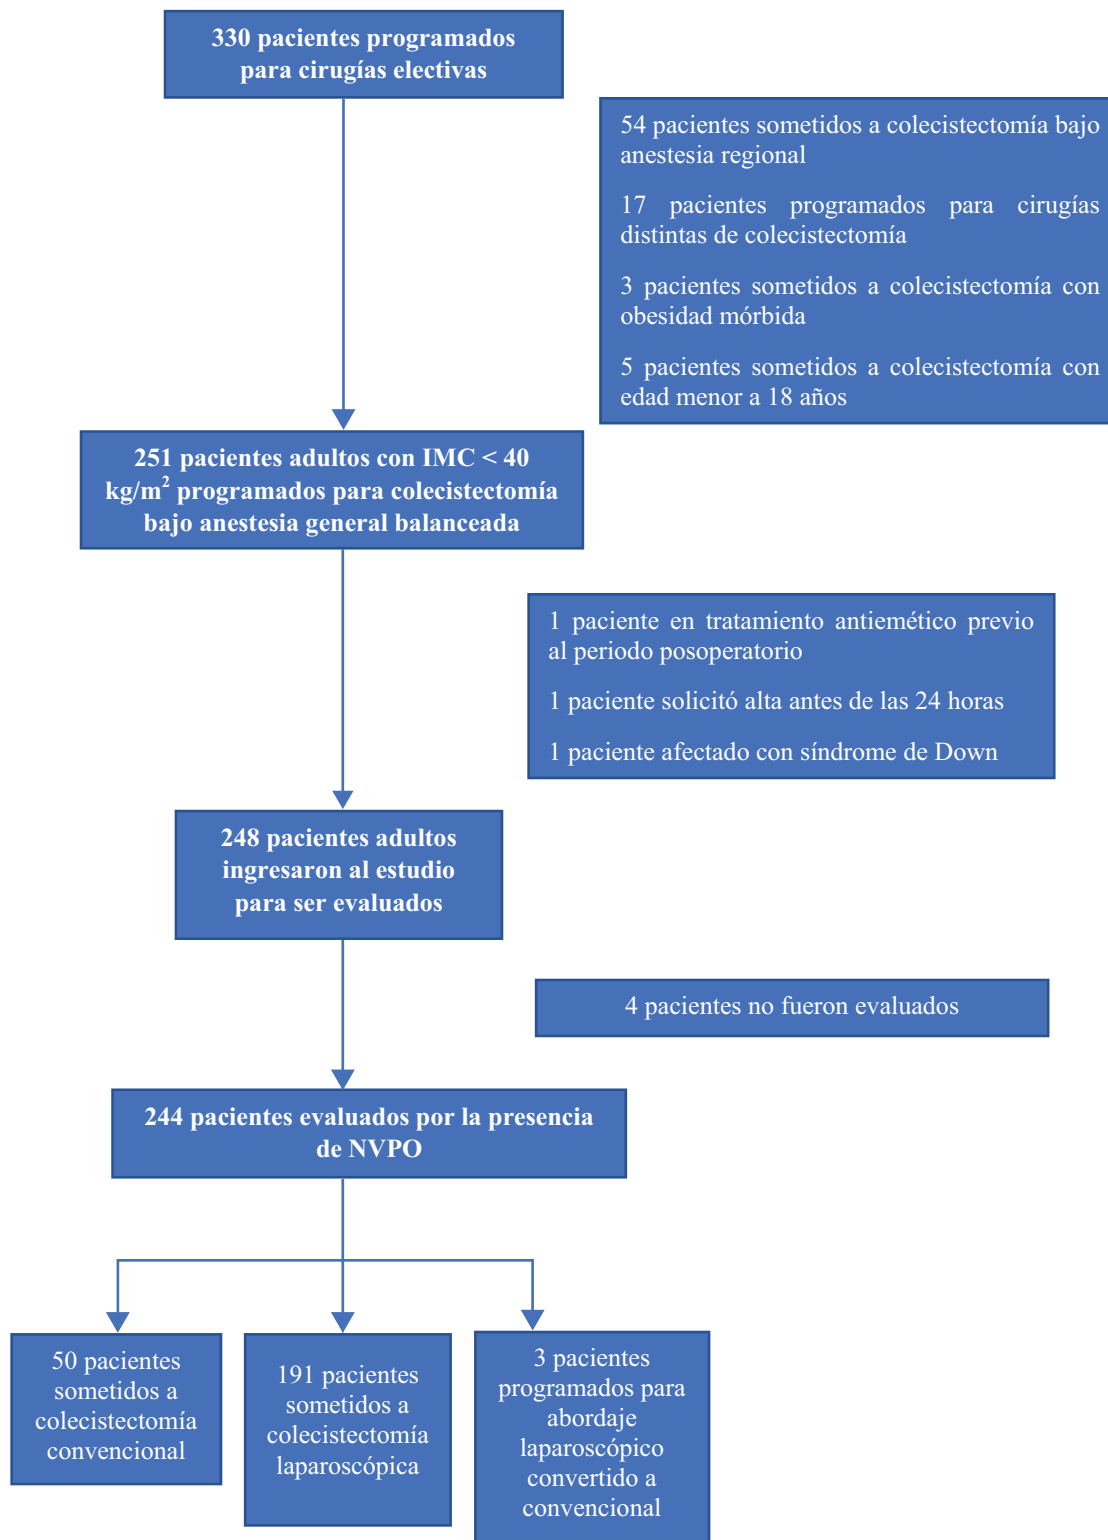 330 pacientes programados
para cirugías electivas
54 pacientes sometidos a colecistectomía bajo
anestesia regional
17 pacientes programados para cirugías
distintas de colecistectomía
3 pacientes sometidos a colecistectomía con
obesidad mórbida
5 pacientes sometidos a colecistectomía con
edad menor a 18 años
251 pacientes adultos con IMC < 40
kg/m² programados para colecistectomía
bajo anestesia general balanceada
1 paciente en tratamiento antiemético previo
al periodo posoperatorio
1 paciente solicitó alta antes de las 24 horas
1 paciente afectado con síndrome de Down
248 pacientes adultos
ingresaron al estudio
para ser evaluados
4 pacientes no fueron evaluados
244 pacientes evaluados por la presencia
de NVPO
50 pacientes
sometidos a
colecistectomía
convencional
191 pacientes
sometidos a
colecistectomía
laparoscópica
3 pacientes
programados para
abordaje
laparoscópico
convertido a
convencional